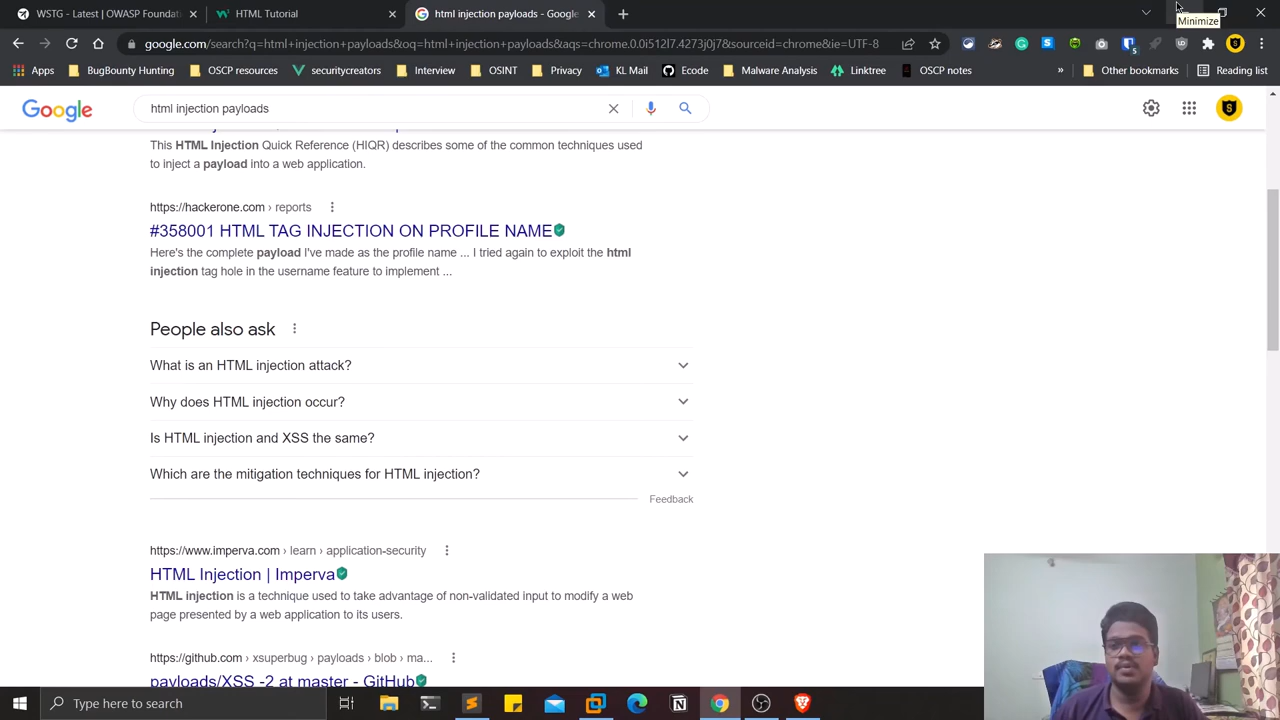 WSTG - Latest | OWASP Foundat
HTML Tutorial
html injection payloads - Google
Minimize
google.com/search?q=html+injection+payloads&oq=html+injection+payloads&aqs=chrome.0.0i512l7.4273j0j7&sourceid=chrome&ie=UTF-8
Apps
BugBounty Hunting
OSCP resources
securitycreators
Interview
OSINT
Privacy
KL Mail
Ecode
Malware Analysis
Linktree
OSCP notes
»
Other bookmarks
Reading list
Google
html injection payloads
This HTML Injection Quick Reference (HIQR) describes some of the common techniques used
to inject a payload into a web application.
https://hackerone.com › reports
#358001 HTML TAG INJECTION ON PROFILE NAME
Here's the complete payload I've made as the profile name ... I tried again to exploit the html
injection tag hole in the username feature to implement ...
People also ask
What is an HTML injection attack?
Why does HTML injection occur?
Is HTML injection and XSS the same?
Which are the mitigation techniques for HTML injection?
Feedback
https://www.imperva.com › learn › application-security
HTML Injection | Imperva
HTML injection is a technique used to take advantage of non-validated input to modify a web
page presented by a web application to its users.
https://github.com › xsuperbug › payloads › blob › ma...
payloads/XSS -2 at master - GitHub
Type here to search